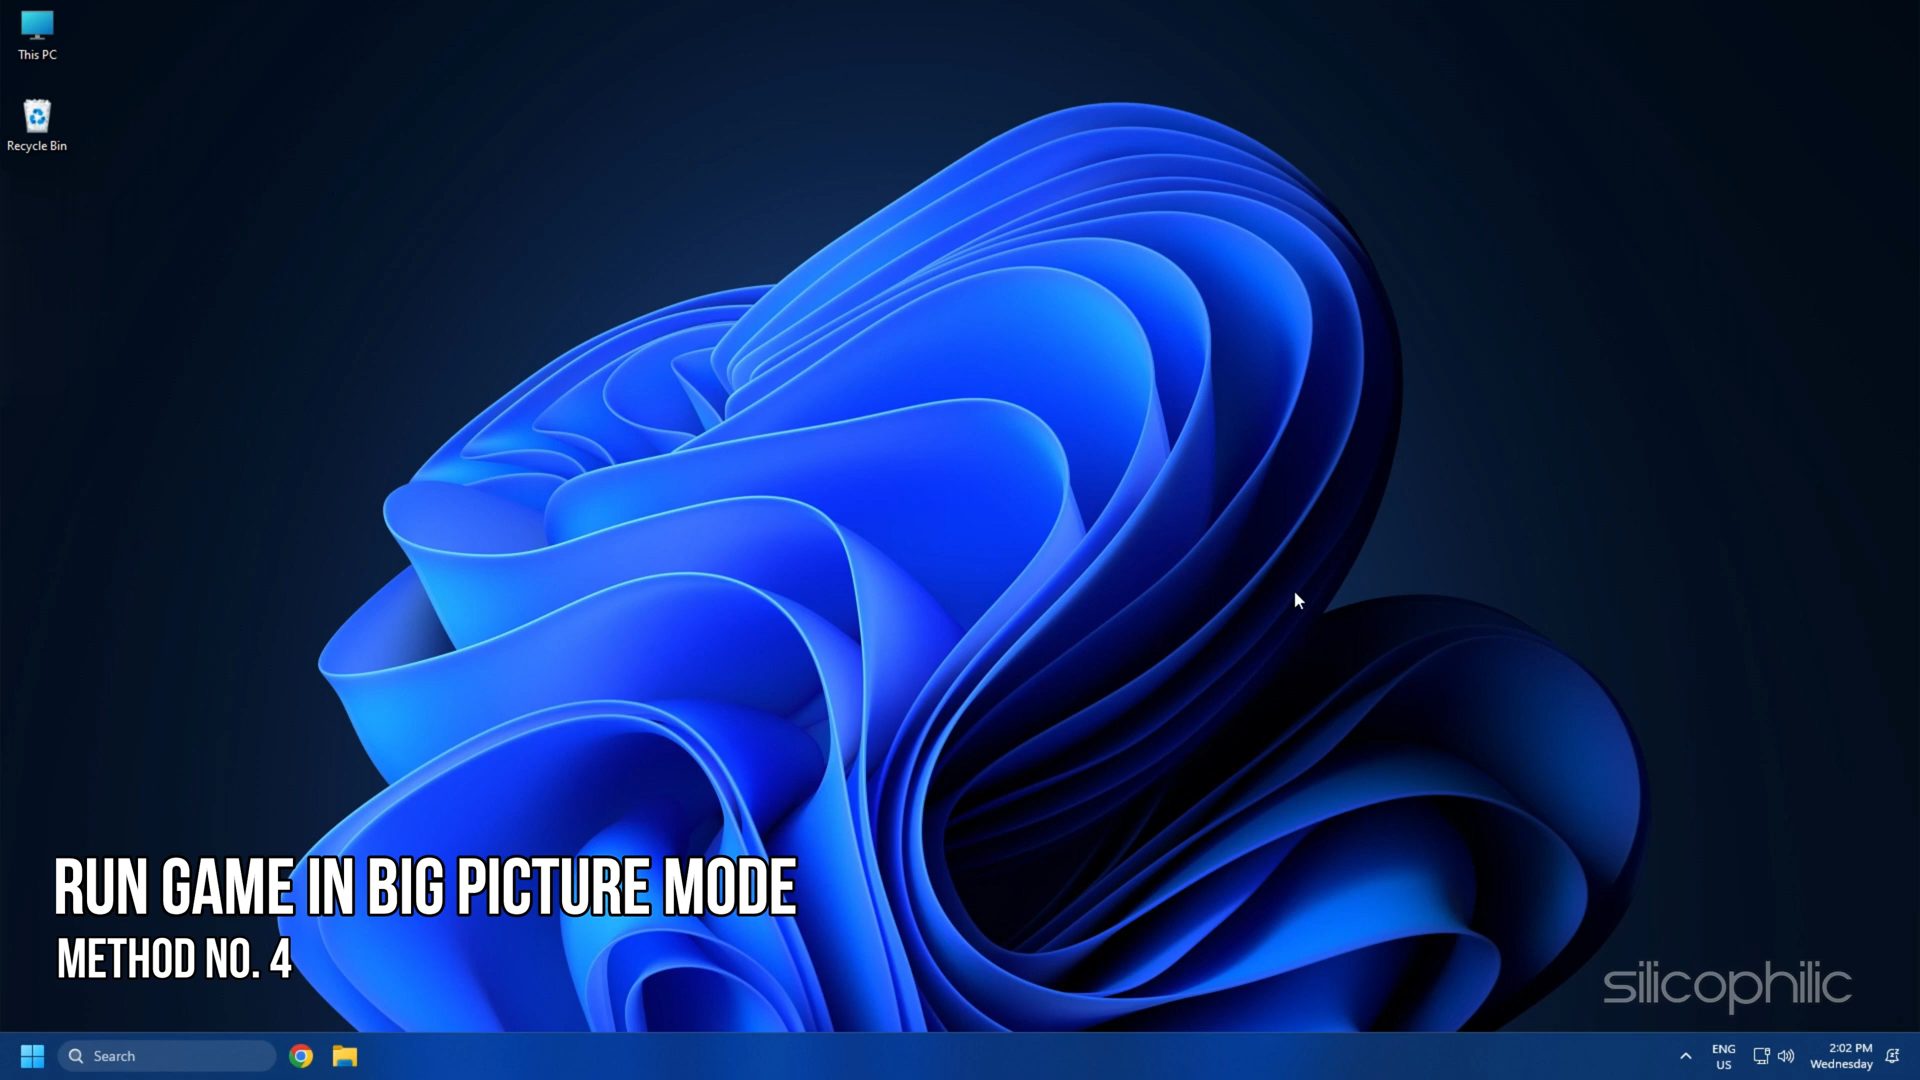 This PC
Recycle Bin
RUN GAME IN BIG PICTURE MODE
METHOD NO. 4
silicophilic
Search
ENG
US
2:02 PM
Wednesday